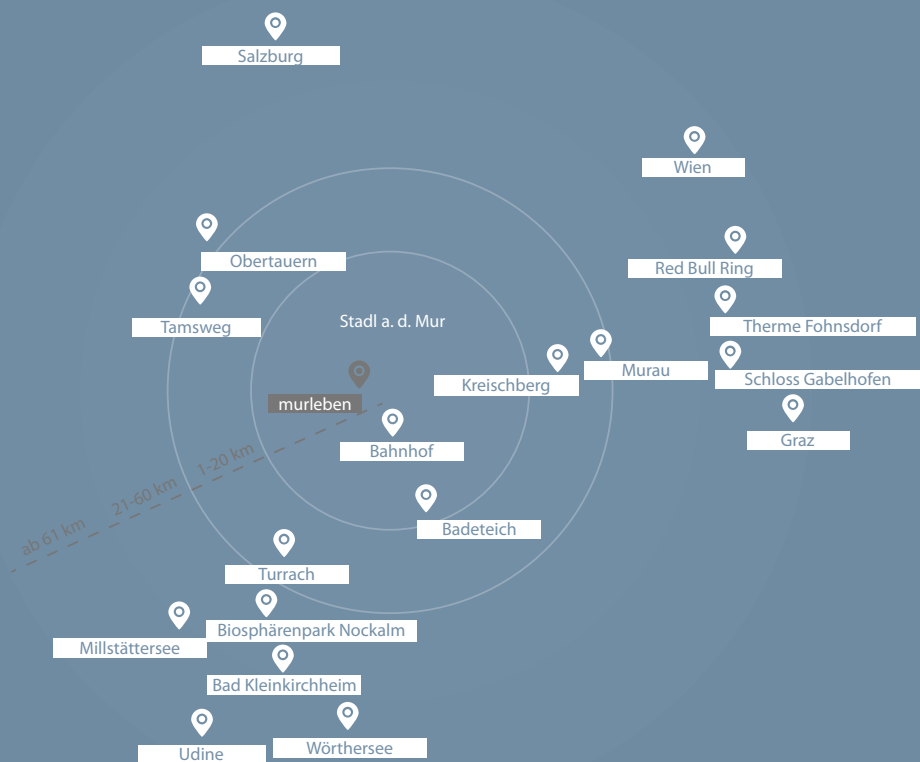 Salzburg
Wien
Obertauern
Red Bull Ring
Tamsweg
Stadl a. d. Mur
Therme Fohnsdorf
Murau
Kreischberg
Schloss Gabelhofen
murleben
Graz
Bahnhof
1-20 km
21-60 km
ab 61 km
Badeteich
Turrach
Biosphärenpark Nockalm
Millstättersee
Bad Kleinkirchheim
Wörthersee
Udine